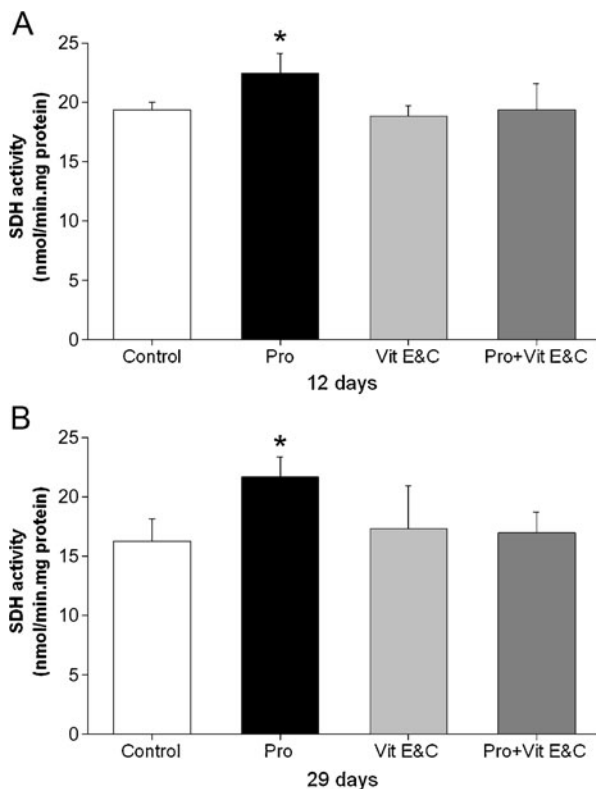 A
25
*
20
15
10
5
0
SDH activity
(nmol/min.mg protein)
Control Pro Vit E&C Pro+Vit E&C
12 days
B
25
*
20
15
10
5
0
SDH activity
(nmol/min.mg protein)
Control Pro Vit E&C Pro+Vit E&C
29 days